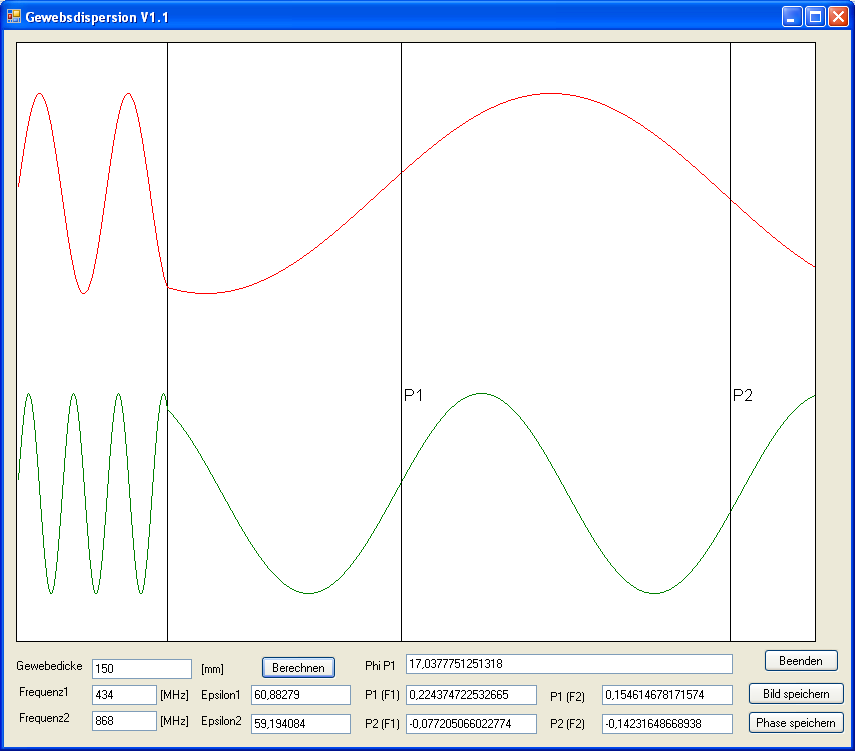 Gewebsdispersion V1.1
P1 P2
Gewebedicke 150 [mm] Berechnen Phi P1 17,0377751251318 Beenden
Frequenz1 434 [MHz] Epsilon1 60,88279 P1 (F1) 0,224374722532665 P1 (F2) 0,154614678171574 Bild speichern
Frequenz2 868 [MHz] Epsilon2 59,194084 P2 (F1) -0,077205066022774 P2 (F2) -0,14231648668938 Phase speichern